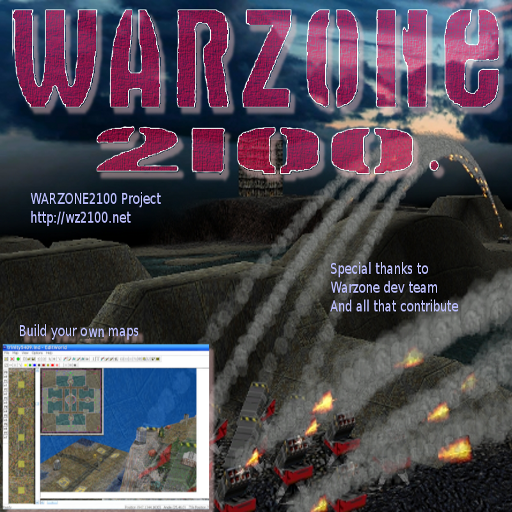 WARZONE
2100.
WARZONE2100 Project
http://wz2100.net
Special thanks to
Warzone dev team
And all that contribute
Build your own maps